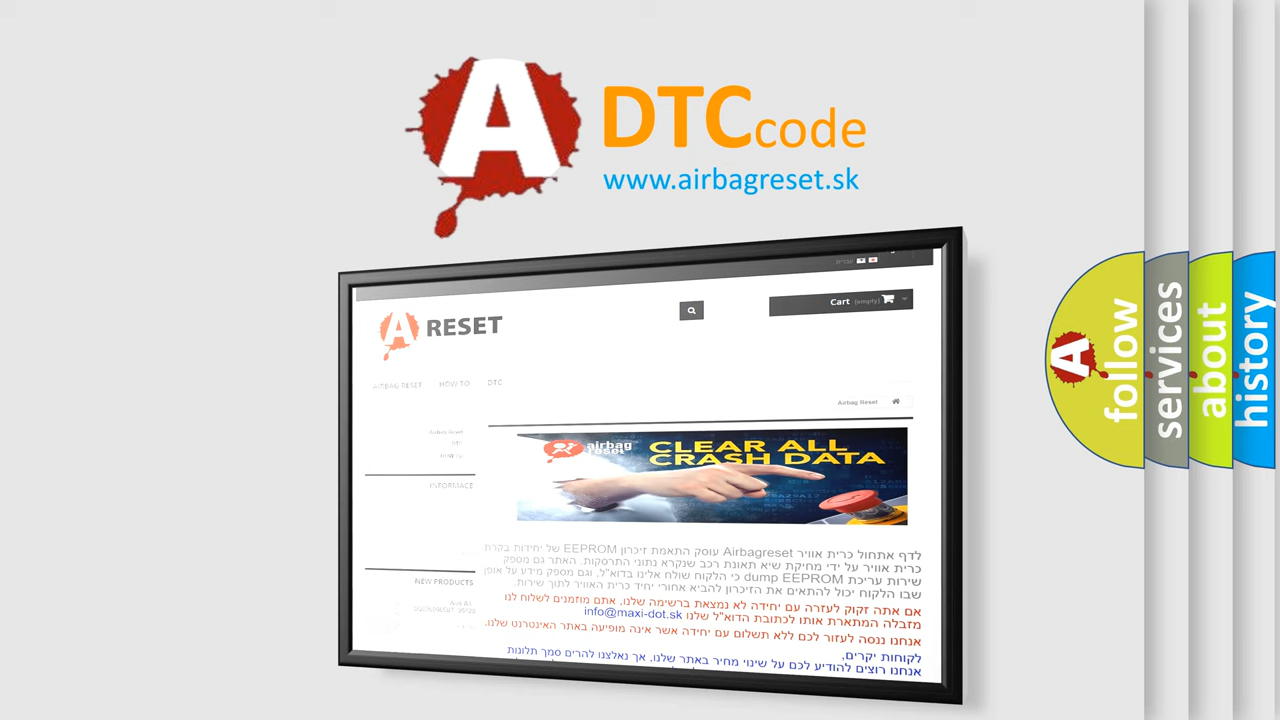 A
DTCcode
www.airbagreset.sk
עברית
Cart (empty)
A RESET
AIRBAG RESET HOW TO DTC
Airbag Reset
Airbag Reset
DTC
HOW TO
INFORMACE
NEW PRODUCTS
airbag
reset
CLEAR ALL
CRASH DATA
לדף אתחול כרית אוויר Airbagreset עוסק התאמת זיכרון EEPROM של יחידות בקרת
כרית אוויר על ידי מחיקת שיא תאונת רכב שנקרא נתוני התרסקות. האתר גם מספק
שירות עריכת dump EEPROM כי הלקוח שולח אלינו בדוא"ל, וגם מספק מידע על אופן
שבו הלקוח יכול להתאים את הזיכרון להביא אחורי יחיד כרית האוויר לתוך שירות.
אם אתה זקוק לעזרה עם יחידה לא נמצאת ברשימה שלנו, אתם מוזמנים לשלוח לנו
מזבלה המתארת אותו לכתובת הדוא"ל שלנו info@maxi-dot.sk
אנחנו ננסה לעזור לכם ללא תשלום עם יחידה אשר אינה מופיעה באתר האינטרנט שלנו.
לקוחות יקרים,
אנחנו רוצים להודיע לכם על שינוי מחיר באתר שלנו, אך נאלצנו להרים סמך תלונות
A
follow
services
about
history